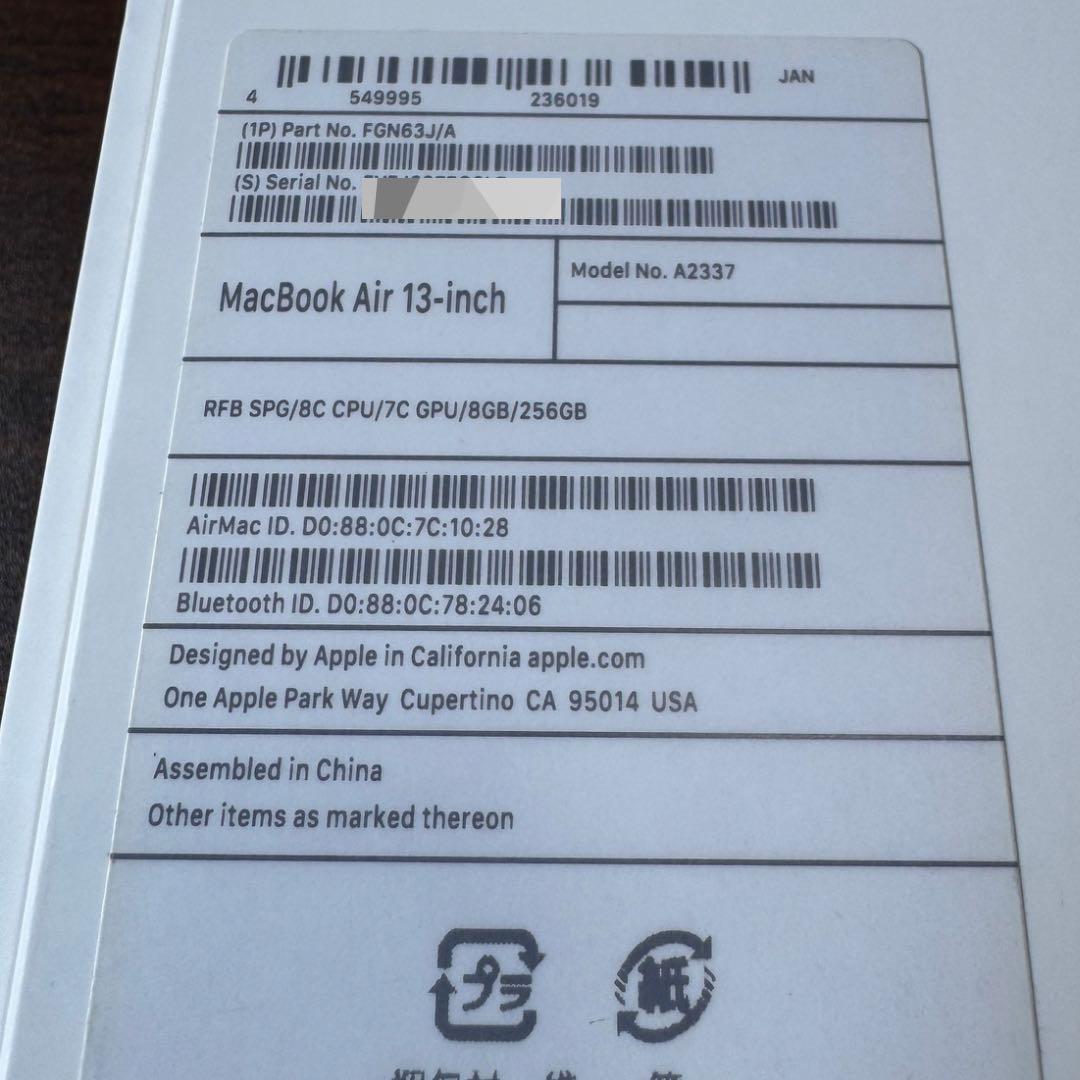 JAN
4 549995 236019
(1P) Part No. FGN63J/A
(S) Serial No.
MacBook Air 13-inch
Model No. A2337
RFB SPG/8C CPU/7C GPU/8GB/256GB
AirMac ID. D0:88:0C:7C:10:28
Bluetooth ID. D0:88:0C:78:24:06
Designed by Apple in California apple.com
One Apple Park Way Cupertino CA 95014 USA
Assembled in China
Other items as marked thereon
プラ 紙